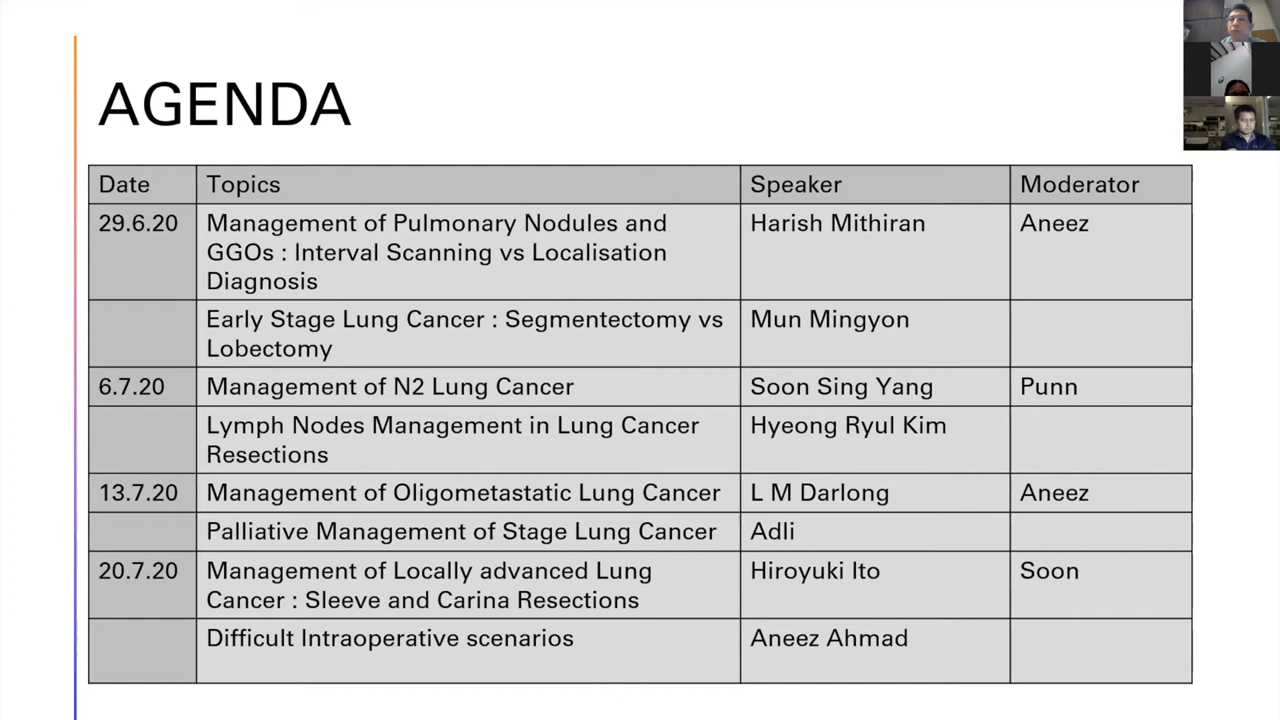 AGENDA
Date Topics Speaker Moderator
29.6.20 Management of Pulmonary Nodules and Harish Mithiran Aneez
GGOs : Interval Scanning vs Localisation
Diagnosis
Early Stage Lung Cancer : Segmentectomy vs Mun Mingyon
Lobectomy
6.7.20 Management of N2 Lung Cancer Soon Sing Yang Punn
Lymph Nodes Management in Lung Cancer Hyeong Ryul Kim
Resections
13.7.20 Management of Oligometastatic Lung Cancer L M Darlong Aneez
Palliative Management of Stage Lung Cancer Adli
20.7.20 Management of Locally advanced Lung Hiroyuki Ito Soon
Cancer : Sleeve and Carina Resections
Difficult Intraoperative scenarios Aneez Ahmad